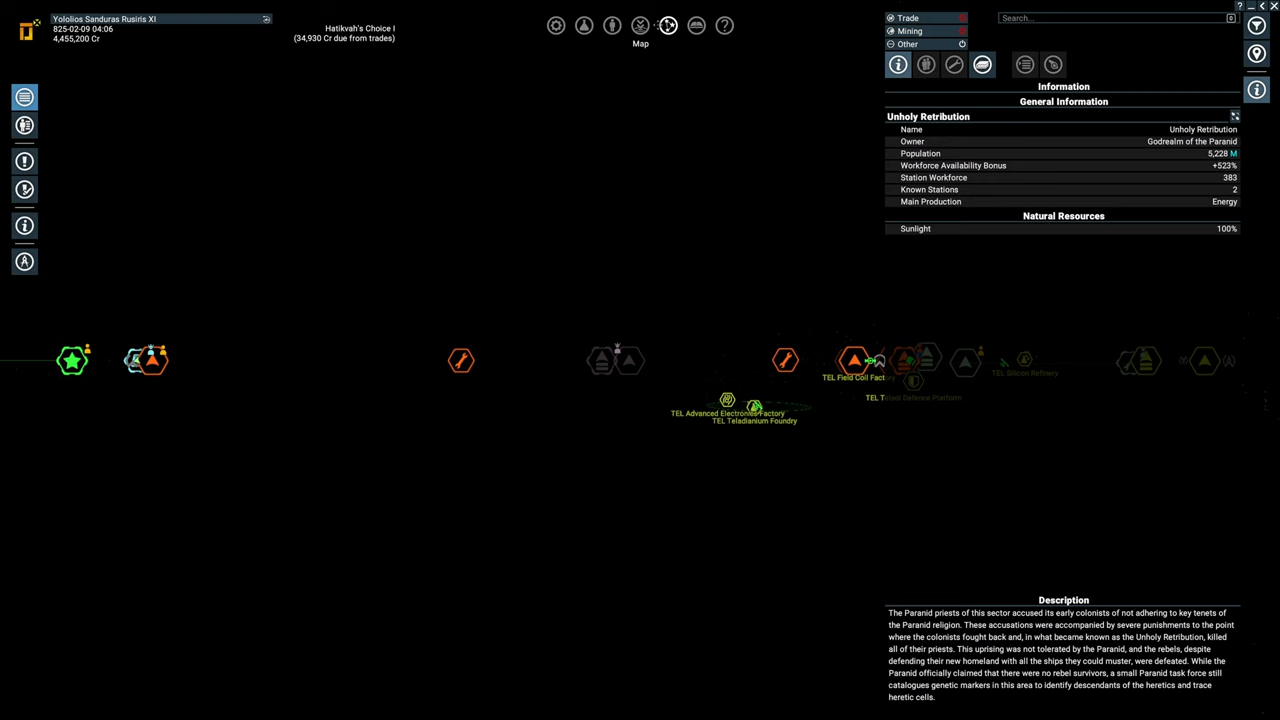 Yololios Sanduras Rusiris XI
825-02-09 04:06
4,455,200 Cr
Hatikvah's Choice I
(34,930 Cr due from trades)
Map
Trade
Mining
Other
Search...
Information
General Information
Unholy Retribution
Name Unholy Retribution
Owner Godrealm of the Paranid
Population 5,228 M
Workforce Availability Bonus +523%
Station Workforce 383
Known Stations 2
Main Production Energy
Natural Resources
Sunlight 100%
TEL Field Coil Factory
TEL Silicon Refinery
TEL Teladi Defence Platform
TEL Advanced Electronics Factory
TEL Teladianium Foundry
Description
The Paranid priests of this sector accused its early colonists of not adhering to key tenets of
the Paranid religion. These accusations were accompanied by severe punishments to the point
where the colonists fought back and, in what became known as the Unholy Retribution, killed
all of their priests. This uprising was not tolerated by the Paranid, and the rebels, despite
defending their new homeland with all the ships they could muster, were defeated. While the
Paranid officially claimed that there were no rebel survivors, a small Paranid task force still
catalogues genetic markers in this area to identify descendants of the heretics and trace
heretic cells.